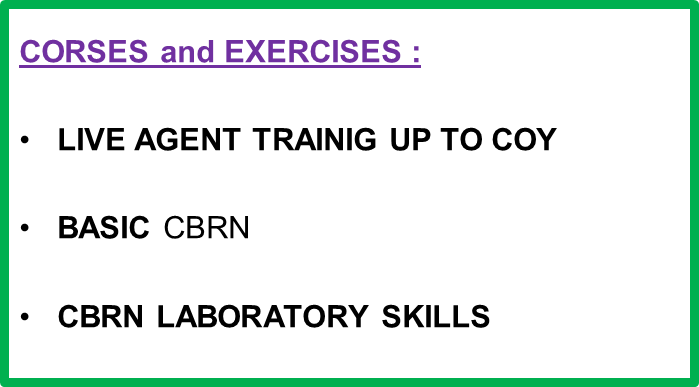 CORSES and EXERCISES :
• LIVE AGENT TRAINIG UP TO COY
• BASIC CBRN
• CBRN LABORATORY SKILLS